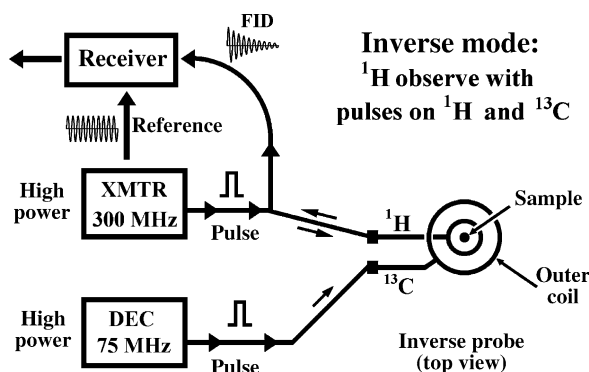 FID
Receiver
Inverse mode:
¹H observe with
pulses on ¹H and ¹³C
Reference
High
power
XMTR
300 MHz
Pulse
¹H
Sample
¹³C
Outer
coil
High
power
DEC
75 MHz
Pulse
Inverse probe
(top view)